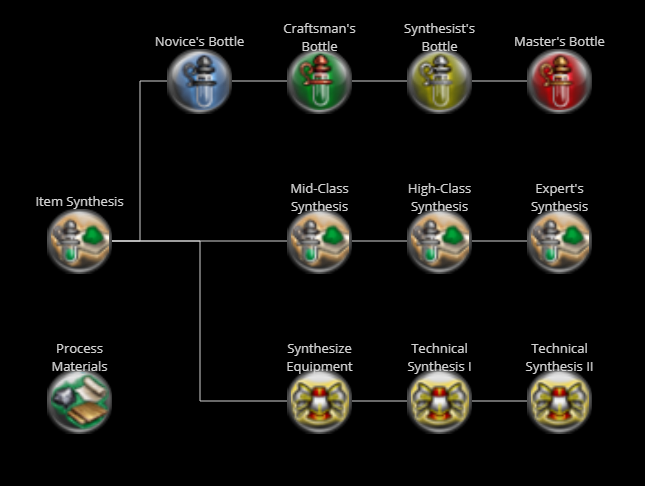 Novice's Bottle
Craftsman's
Bottle
Synthesist's
Bottle
Master's Bottle
Item Synthesis
Mid-Class
Synthesis
High-Class
Synthesis
Expert's
Synthesis
Process
Materials
Synthesize
Equipment
Technical
Synthesis I
Technical
Synthesis II